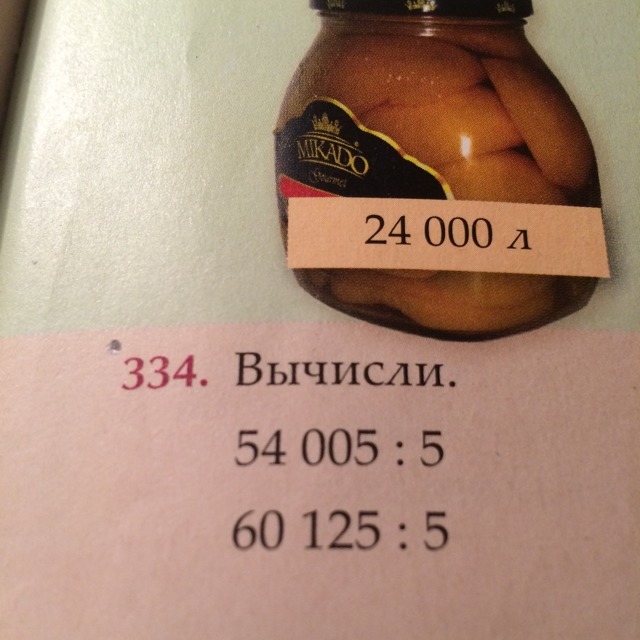 MIKADO
Gourmet
24 000 л
334. Вычисли.
54 005 : 5
60 125 : 5